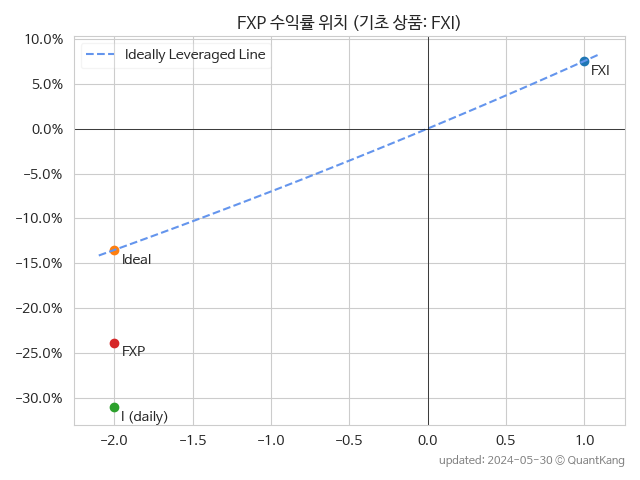 FXP 수익률 위치 (기초 상품: FXI)
10.0%
5.0%
0.0%
−5.0%
−10.0%
−15.0%
−20.0%
−25.0%
−30.0%
Ideally Leveraged Line
FXI
Ideal
FXP
I (daily)
−2.0 −1.5 −1.0 −0.5 0.0 0.5 1.0
updated: 2024-05-30 © QuantKang